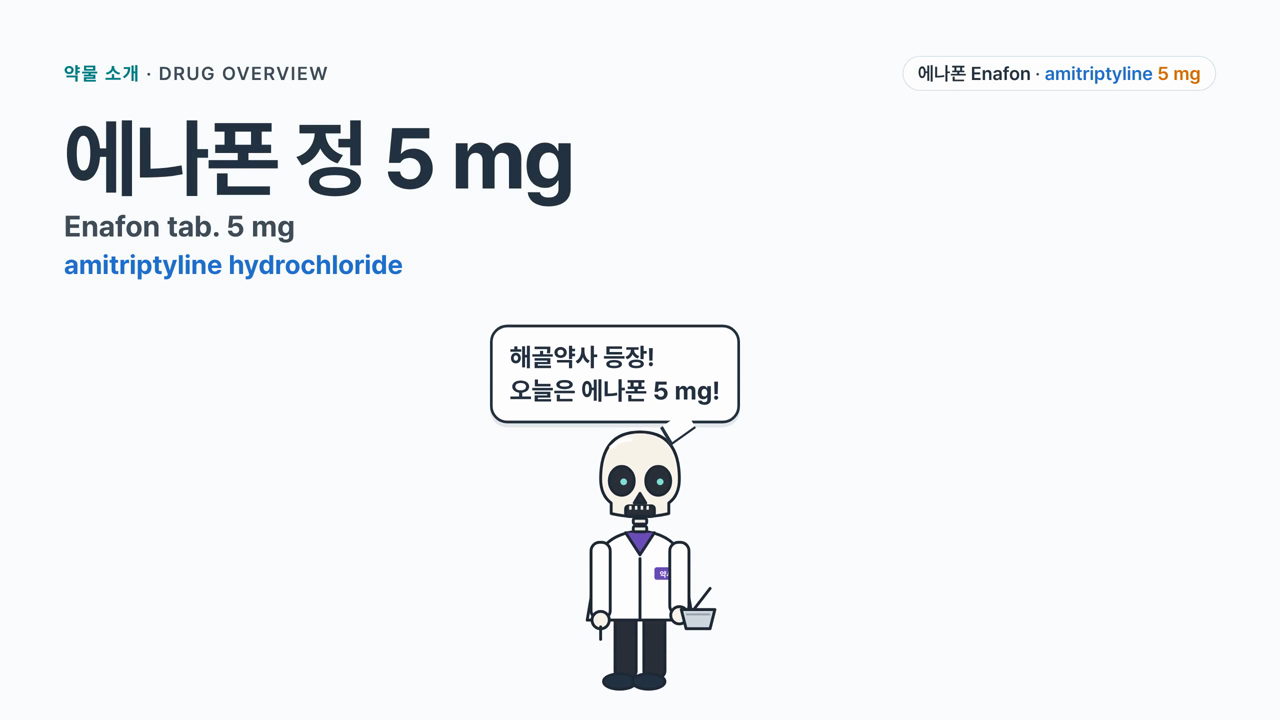 약물 소개 · DRUG OVERVIEW
에나폰 Enafon · amitriptyline 5 mg
에나폰 정 5 mg
Enafon tab. 5 mg
amitriptyline hydrochloride
해골약사 등장!
오늘은 에나폰 5 mg!